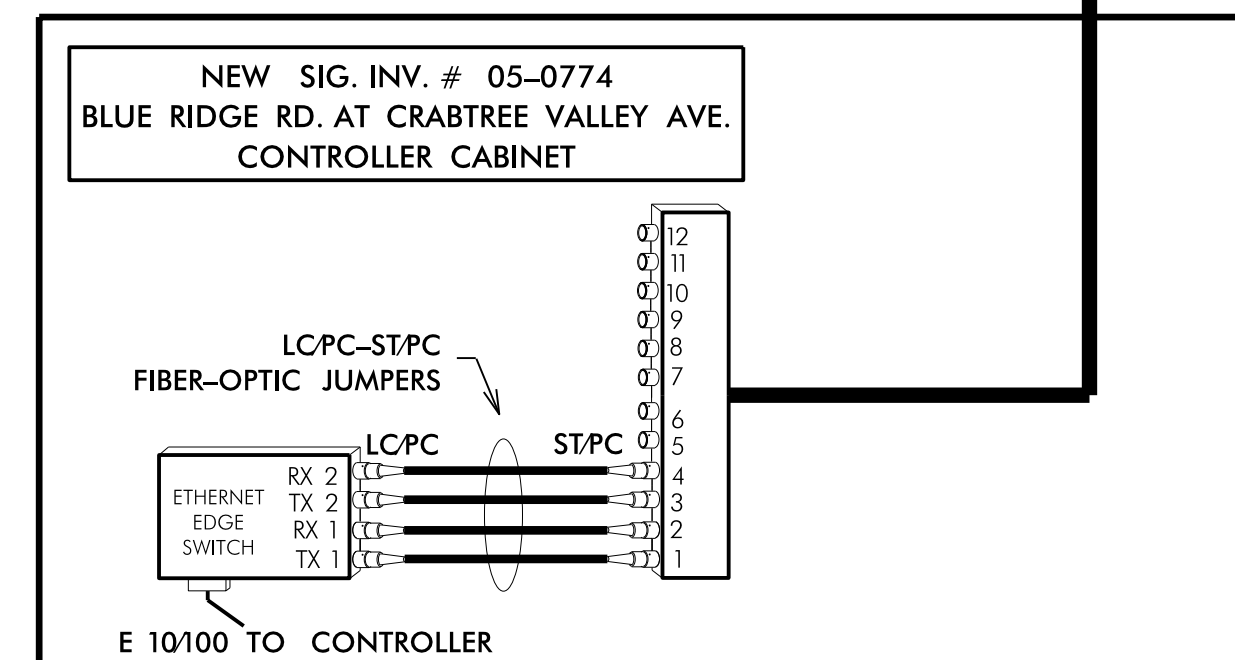 NEW SIG. INV. # 05–0774
BLUE RIDGE RD. AT CRABTREE VALLEY AVE.
CONTROLLER CABINET
12
11
10
9
8
7
6
5
4
3
2
1
LC/PC–ST/PC
FIBER–OPTIC JUMPERS
LC/PC
ST/PC
ETHERNET
EDGE
SWITCH
RX 2
TX 2
RX 1
TX 1
E 10/100 TO CONTROLLER